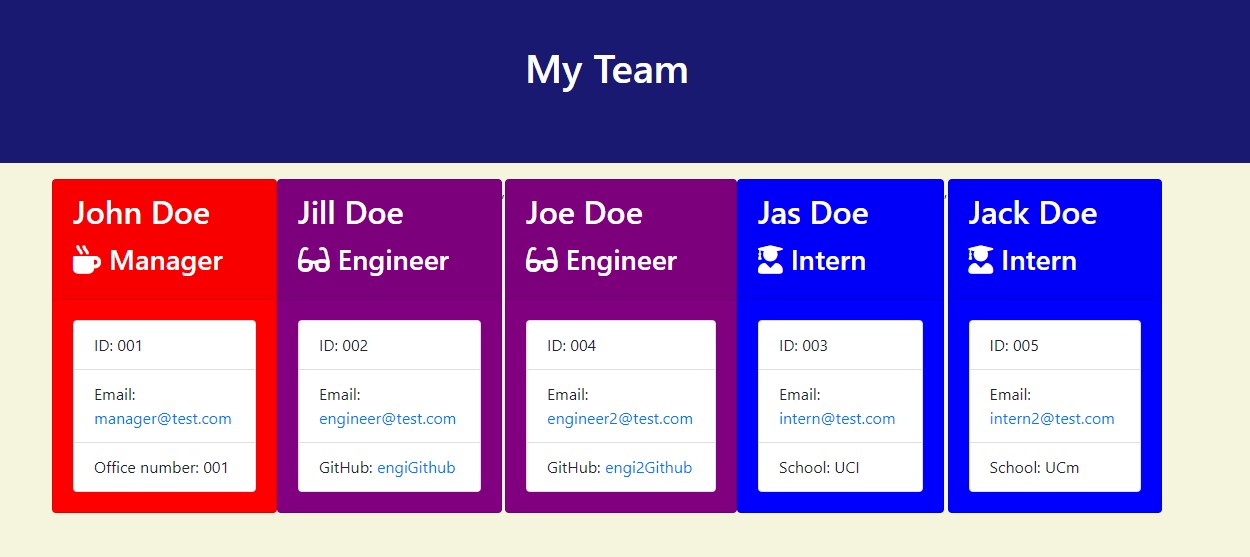 My Team
John Doe
Manager
ID: 001
Email:
manager@test.com
Office number: 001
Jill Doe
Engineer
ID: 002
Email:
engineer@test.com
GitHub: engiGithub
,
Joe Doe
Engineer
ID: 004
Email:
engineer2@test.com
GitHub: engi2Github
Jas Doe
Intern
ID: 003
Email:
intern@test.com
School: UCI
,
Jack Doe
Intern
ID: 005
Email:
intern2@test.com
School: UCm